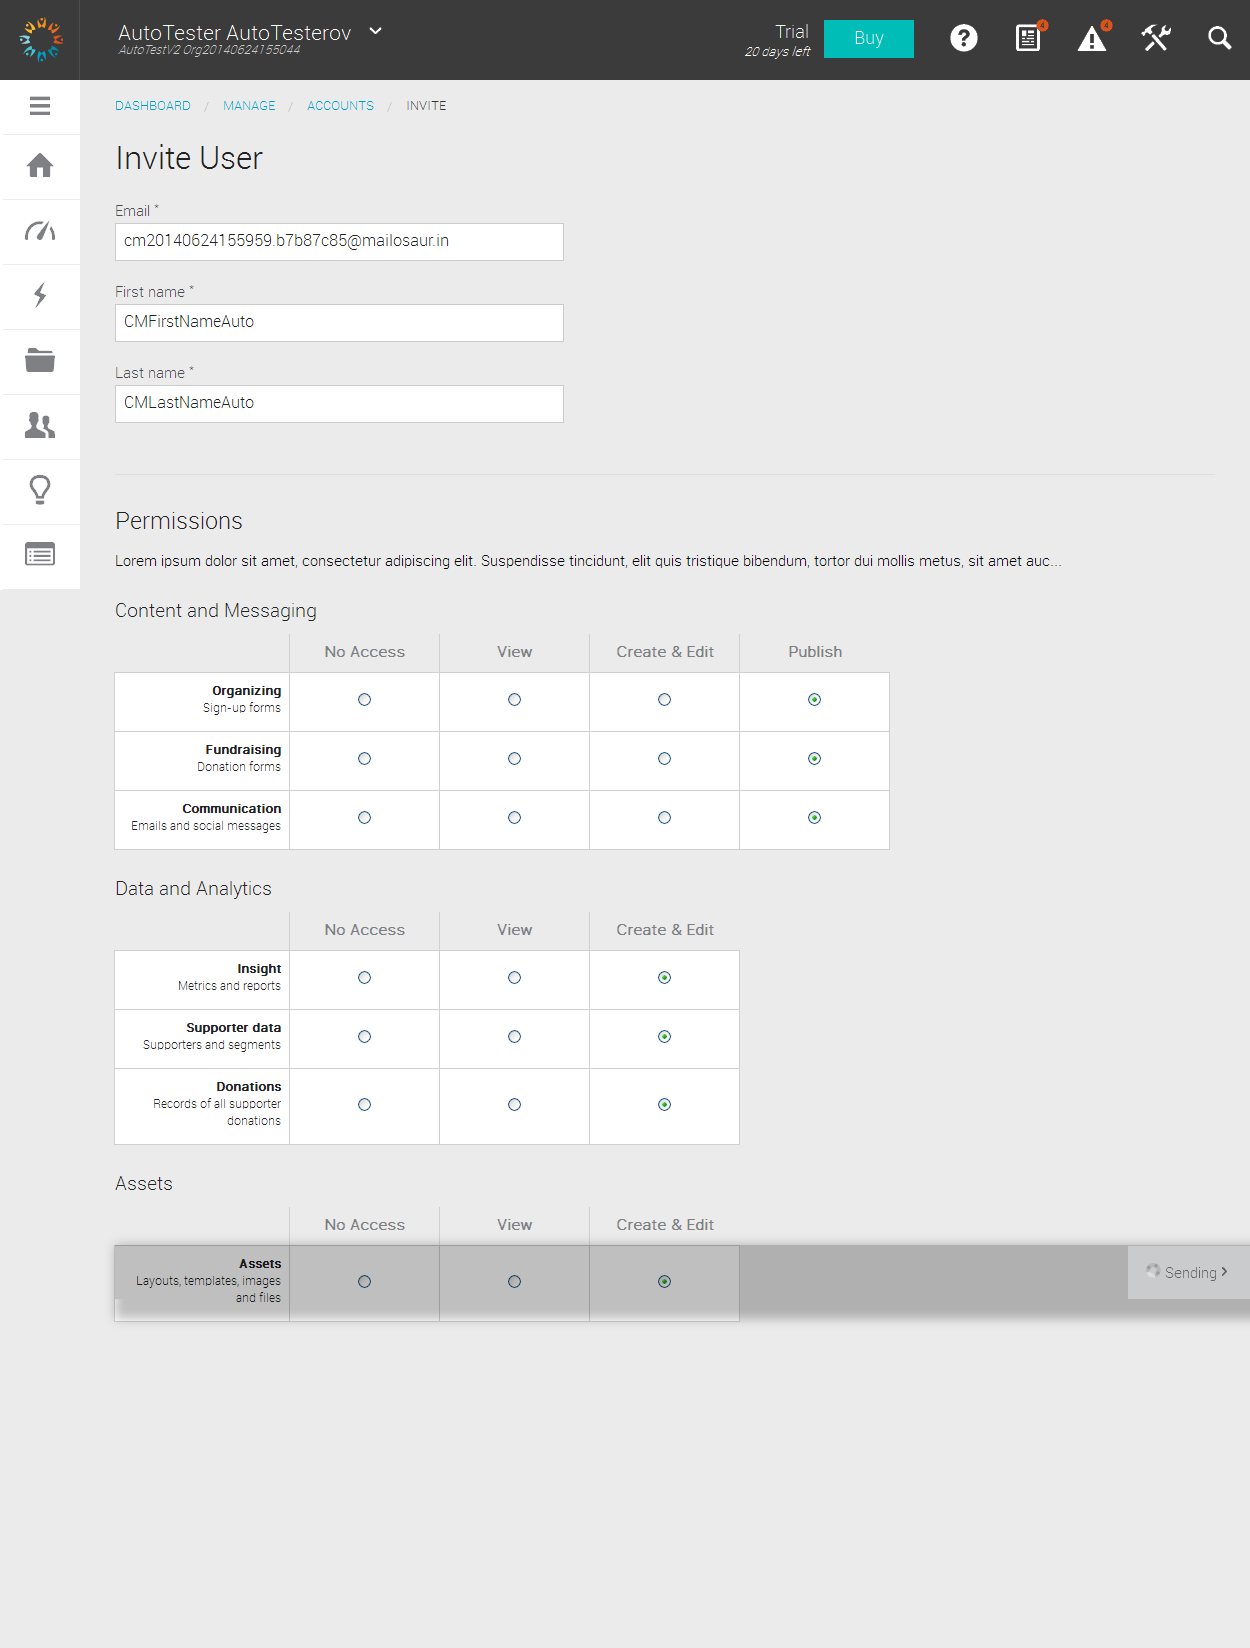 AutoTester AutoTesterov
AutoTestV2 Org20140624155044
Trial
20 days left
Buy
4
4
DASHBOARD / MANAGE / ACCOUNTS / INVITE
Invite User
Email *
cm20140624155959.b7b87c85@mailosaur.in
First name *
CMFirstNameAuto
Last name *
CMLastNameAuto
Permissions
Lorem ipsum dolor sit amet, consectetur adipiscing elit. Suspendisse tincidunt, elit quis tristique bibendum, tortor dui mollis metus, sit amet auc...
Content and Messaging
No Access View Create & Edit Publish
Organizing
Sign-up forms
Fundraising
Donation forms
Communication
Emails and social messages
Data and Analytics
No Access View Create & Edit
Insight
Metrics and reports
Supporter data
Supporters and segments
Donations
Records of all supporter
donations
Assets
No Access View Create & Edit
Assets
Layouts, templates, images
and files
Sending